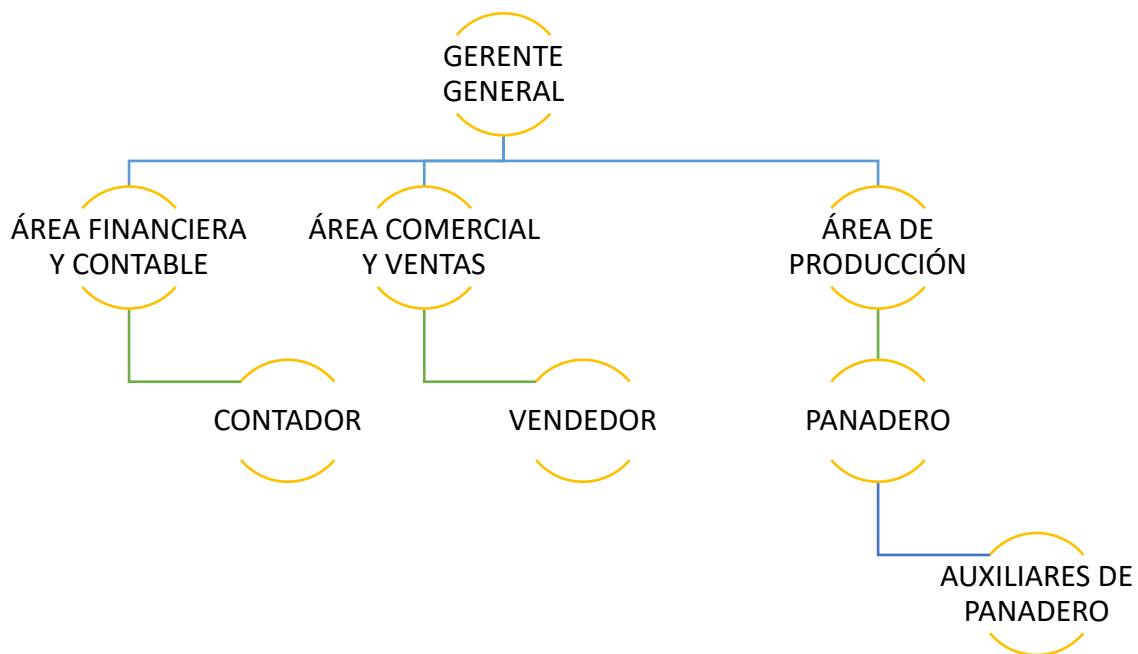 GERENTE
GENERAL
ÁREA FINANCIERA
Y CONTABLE
ÁREA COMERCIAL
Y VENTAS
ÁREA DE
PRODUCCIÓN
CONTADOR
VENDEDOR
PANADERO
AUXILIARES DE
PANADERO